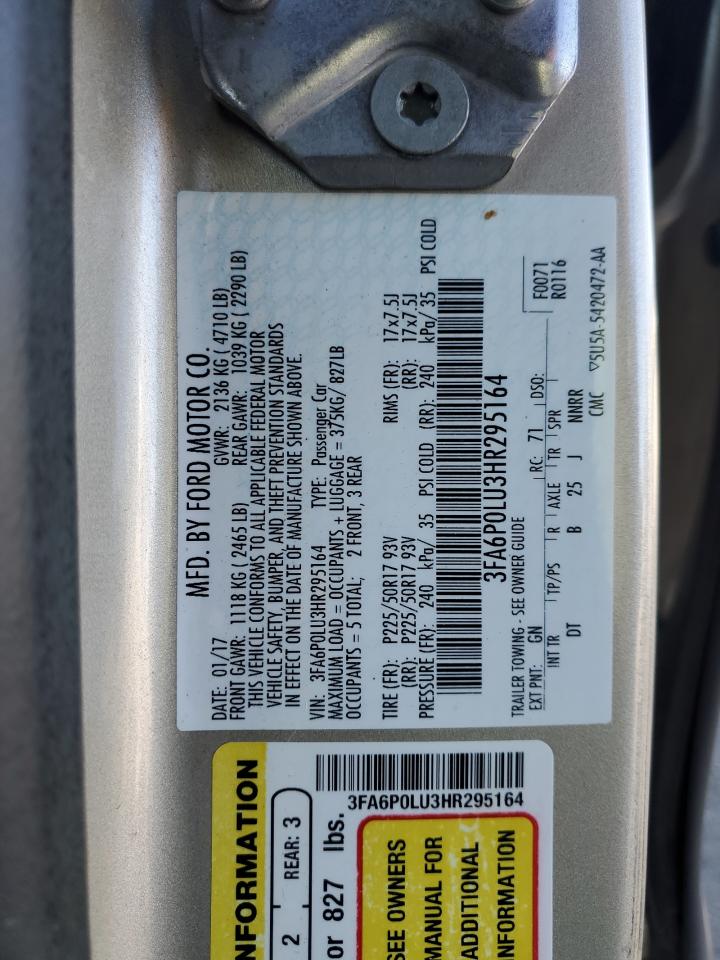 MFD. BY FORD MOTOR CO.
DATE: 01/17 GVWR: 2136 KG ( 4710 LB)
FRONT GAWR: 1118 KG ( 2465 LB) REAR GAWR: 1039 KG ( 2290 LB)
THIS VEHICLE CONFORMS TO ALL APPLICABLE FEDERAL MOTOR
VEHICLE SAFETY, BUMPER, AND THEFT PREVENTION STANDARDS
IN EFFECT ON THE DATE OF MANUFACTURE SHOWN ABOVE.
VIN: 3FA6P0LU3HR295164 TYPE: Passenger Car
MAXIMUM LOAD = OCCUPANTS + LUGGAGE = 375KG/ 827LB
OCCUPANTS = 5 TOTAL; 2 FRONT, 3 REAR
TIRE (FR): P225/50R17 93V RIMS (FR): 17x7.5J
(RR): P225/50R17 93V (RR): 17x7.5J
PRESSURE (FR): 240 kPa/ 35 PSI COLD (RR): 240 kPa/ 35 PSI COLD
3FA6P0LU3HR295164
TRAILER TOWING - SEE OWNER GUIDE F0071
EXT PNT: GN RC: 71 DSO: R0116
INT TR TP/PS R AXLE TR SPR
DT B 25 J NNRR
CMC ▽5U5A-5420472-AA
NFORMATION
2 REAR: 3
or 827 lbs.
3FA6P0LU3HR295164
SEE OWNERS
MANUAL FOR
ADDITIONAL
INFORMATION